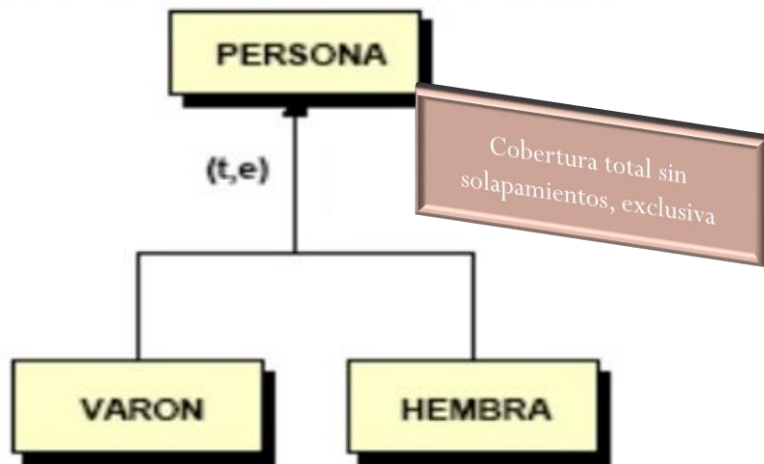 PERSONA
(t,e)
Cobertura total sin
solapamientos, exclusiva
VARON
HEMBRA